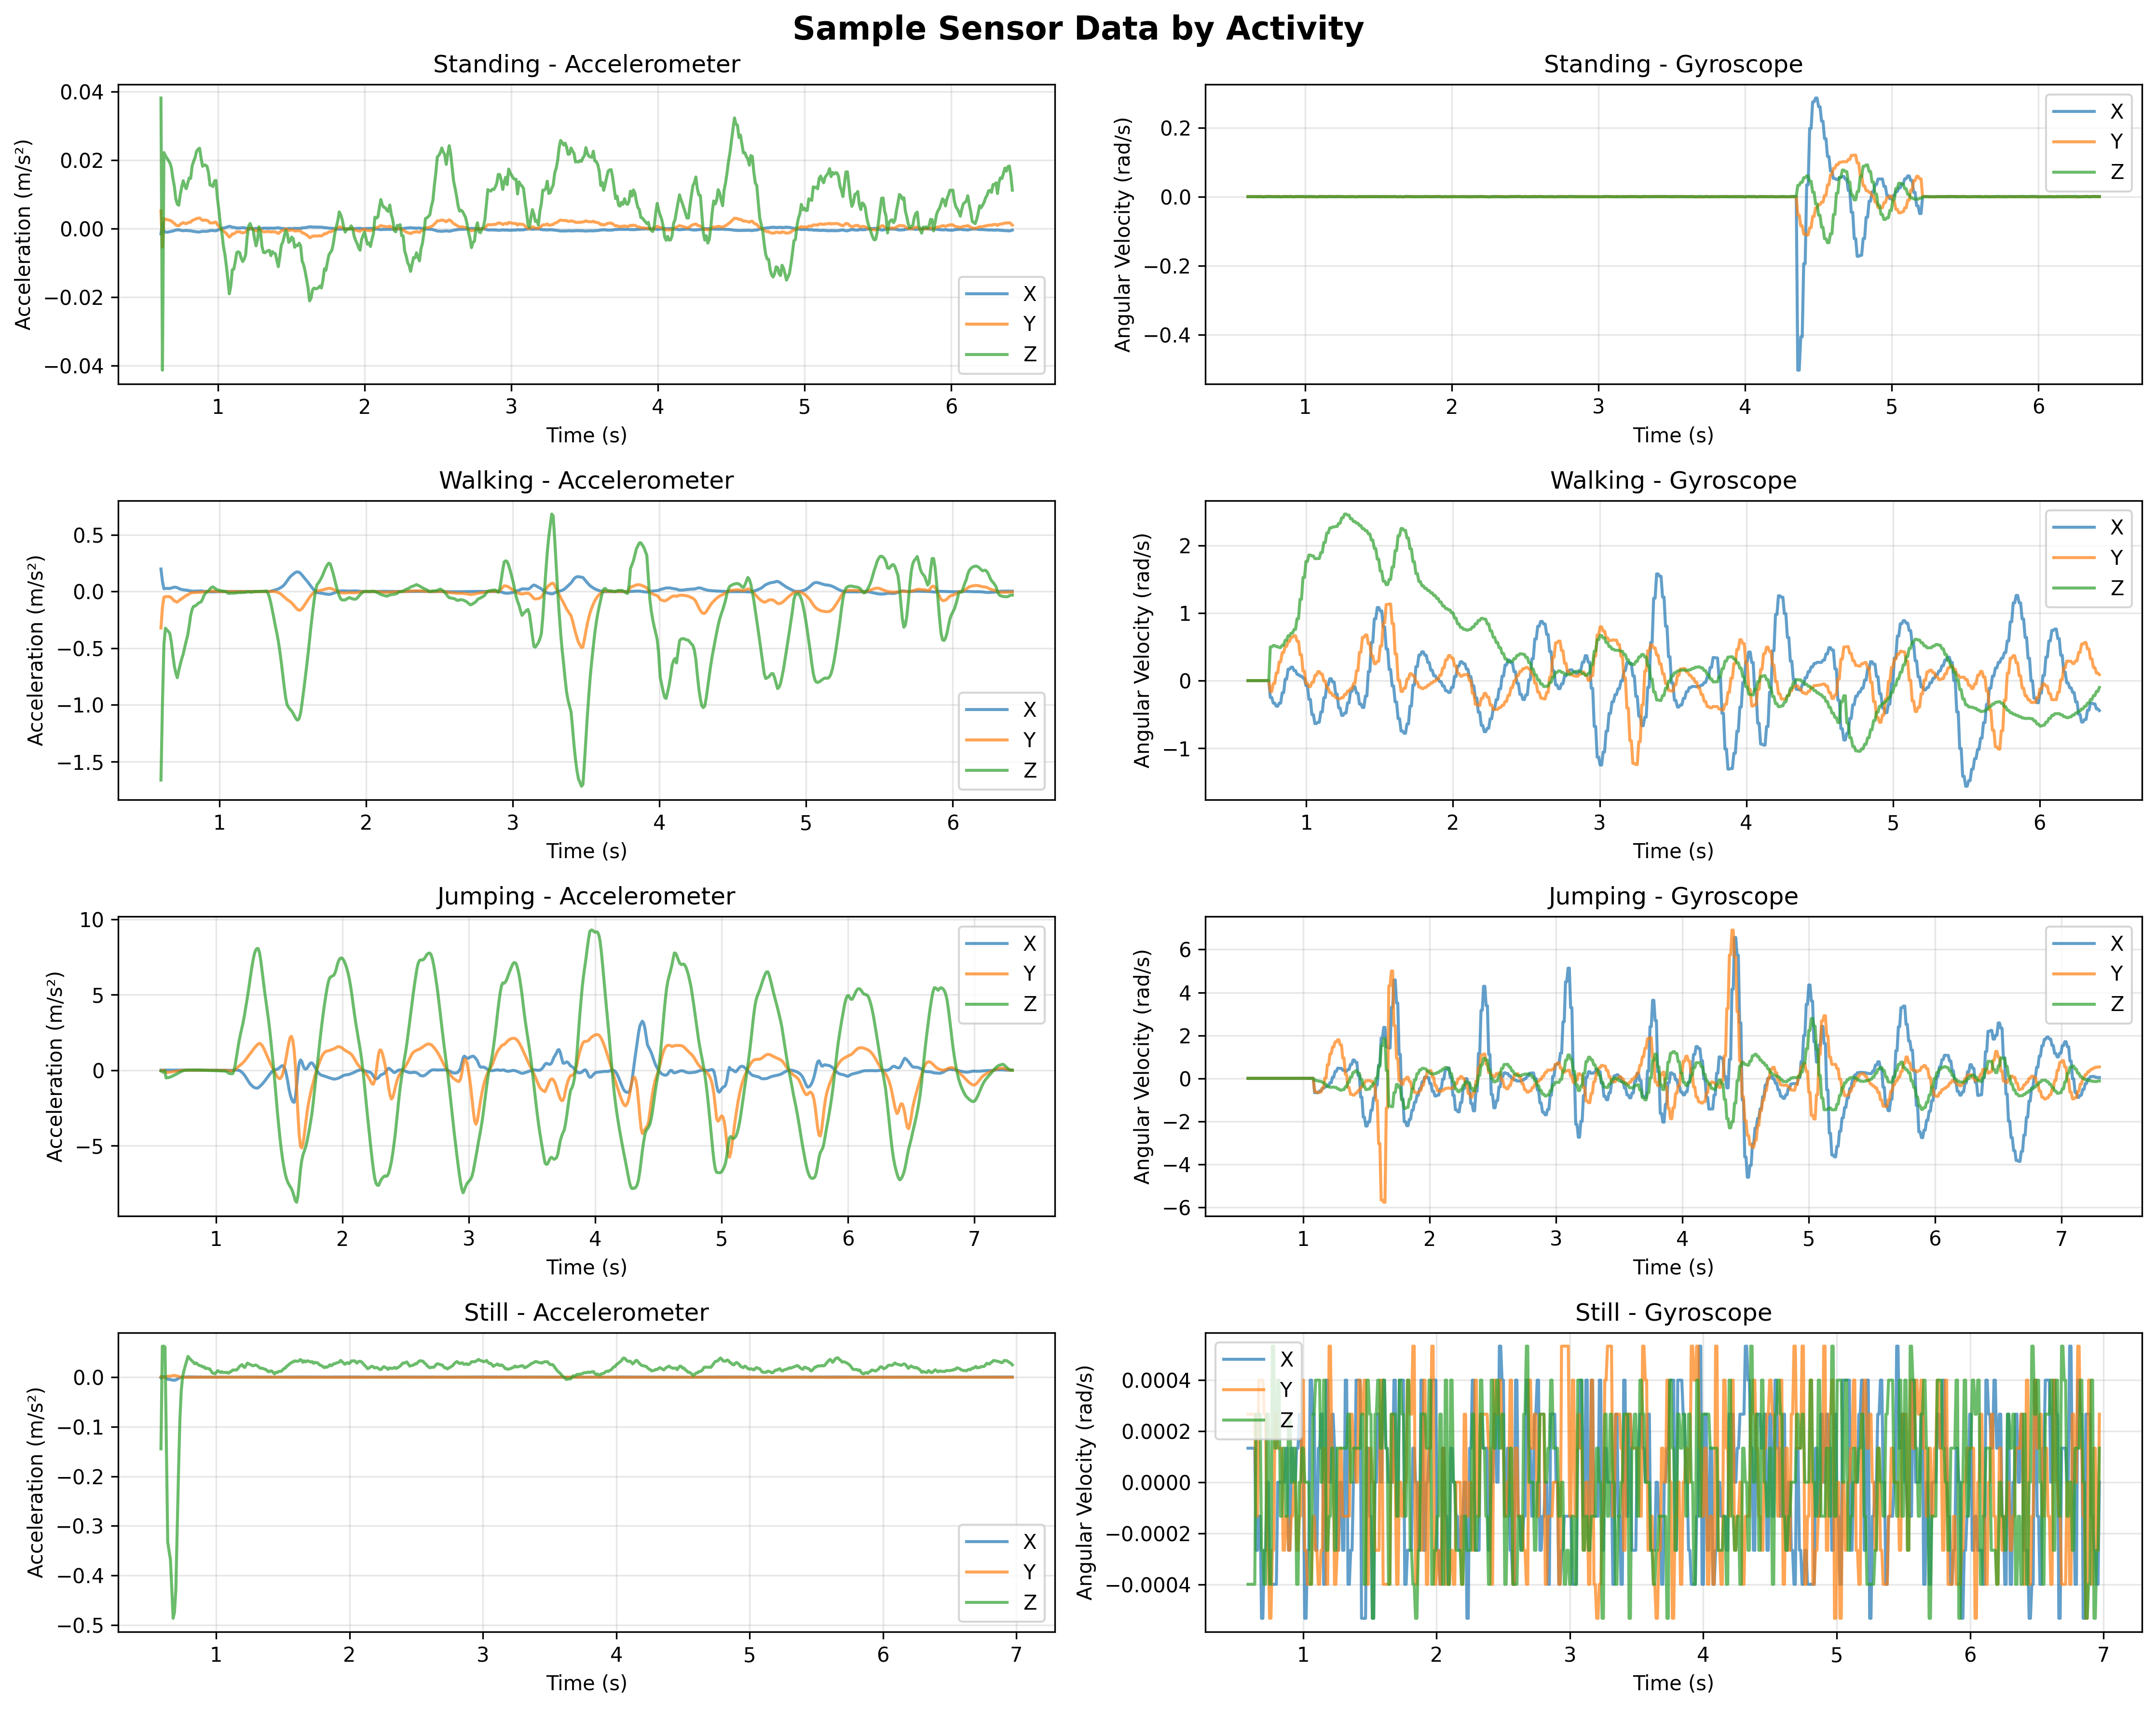 Sample Sensor Data by Activity
Standing - Accelerometer
Acceleration (m/s²)
0.04
0.02
0.00
−0.02
−0.04
X
Y
Z
1 2 3 4 5 6
Time (s)
Standing - Gyroscope
Angular Velocity (rad/s)
0.2
0.0
−0.2
−0.4
X
Y
Z
1 2 3 4 5 6
Time (s)
Walking - Accelerometer
Acceleration (m/s²)
0.5
0.0
−0.5
−1.0
−1.5
X
Y
Z
1 2 3 4 5 6
Time (s)
Walking - Gyroscope
Angular Velocity (rad/s)
2
1
0
−1
X
Y
Z
1 2 3 4 5 6
Time (s)
Jumping - Accelerometer
Acceleration (m/s²)
10
5
0
−5
X
Y
Z
1 2 3 4 5 6 7
Time (s)
Jumping - Gyroscope
Angular Velocity (rad/s)
6
4
2
0
−2
−4
−6
X
Y
Z
1 2 3 4 5 6 7
Time (s)
Still - Accelerometer
Acceleration (m/s²)
0.0
−0.1
−0.2
−0.3
−0.4
−0.5
X
Y
Z
1 2 3 4 5 6 7
Time (s)
Still - Gyroscope
Angular Velocity (rad/s)
0.0004
0.0002
0.0000
−0.0002
−0.0004
X
Y
Z
1 2 3 4 5 6 7
Time (s)